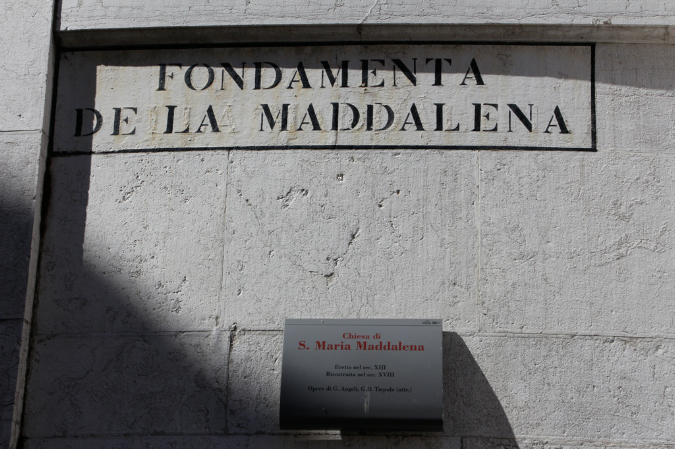 FONDAMENTA
DE LA MADDALENA
Chiesa di
S. Maria Maddalena
Eretta nel sec. XIII
Ricostruita nel sec. XVIII
Opere di G. Angeli, G. D. Tiepolo (attr.)